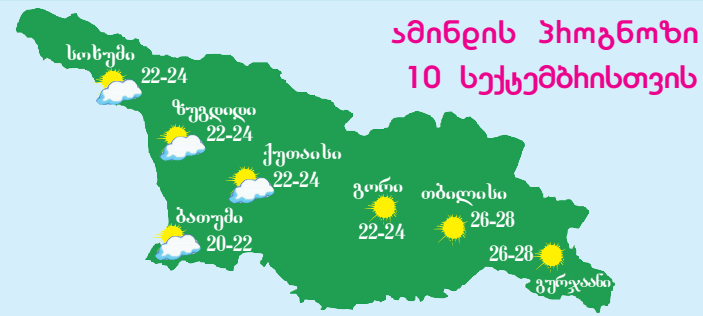 ამინდის პროგნოზი
10 სექტემბრისთვის
სოხუმი
22-24
ზუგდიდი
22-24
ქუთაისი
22-24
გორი
22-24
თბილისი
26-28
ბათუმი
20-22
26-28
გურჯაანი